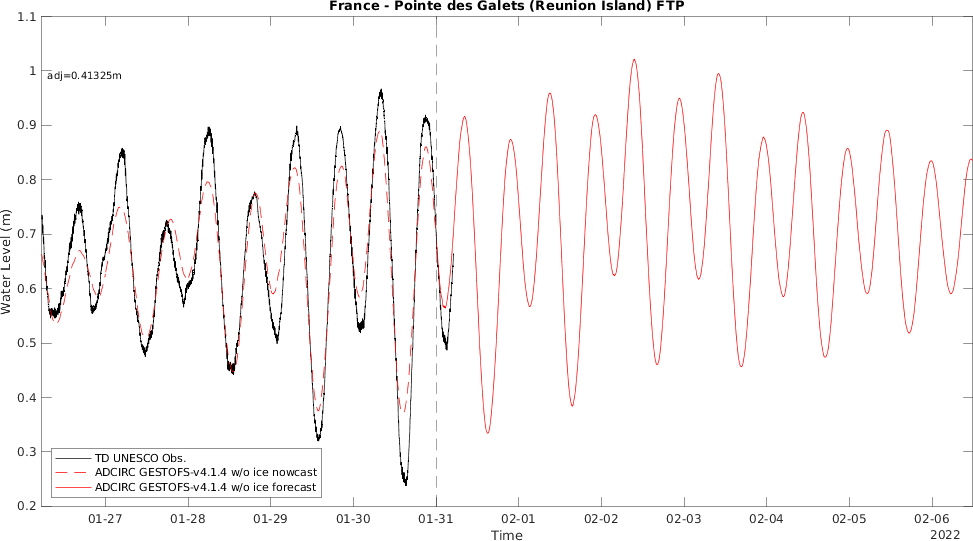 France - Pointe des Galets (Reunion Island) FTP
1.1
1
0.9
0.8
0.7
0.6
0.5
0.4
0.3
0.2
Water Level (m)
adj=0.41325m
TD UNESCO Obs.
ADCIRC GESTOFS-v4.1.4 w/o ice nowcast
ADCIRC GESTOFS-v4.1.4 w/o ice forecast
01-27 01-28 01-29 01-30 01-31 02-01 02-02 02-03 02-04 02-05 02-06
Time
2022